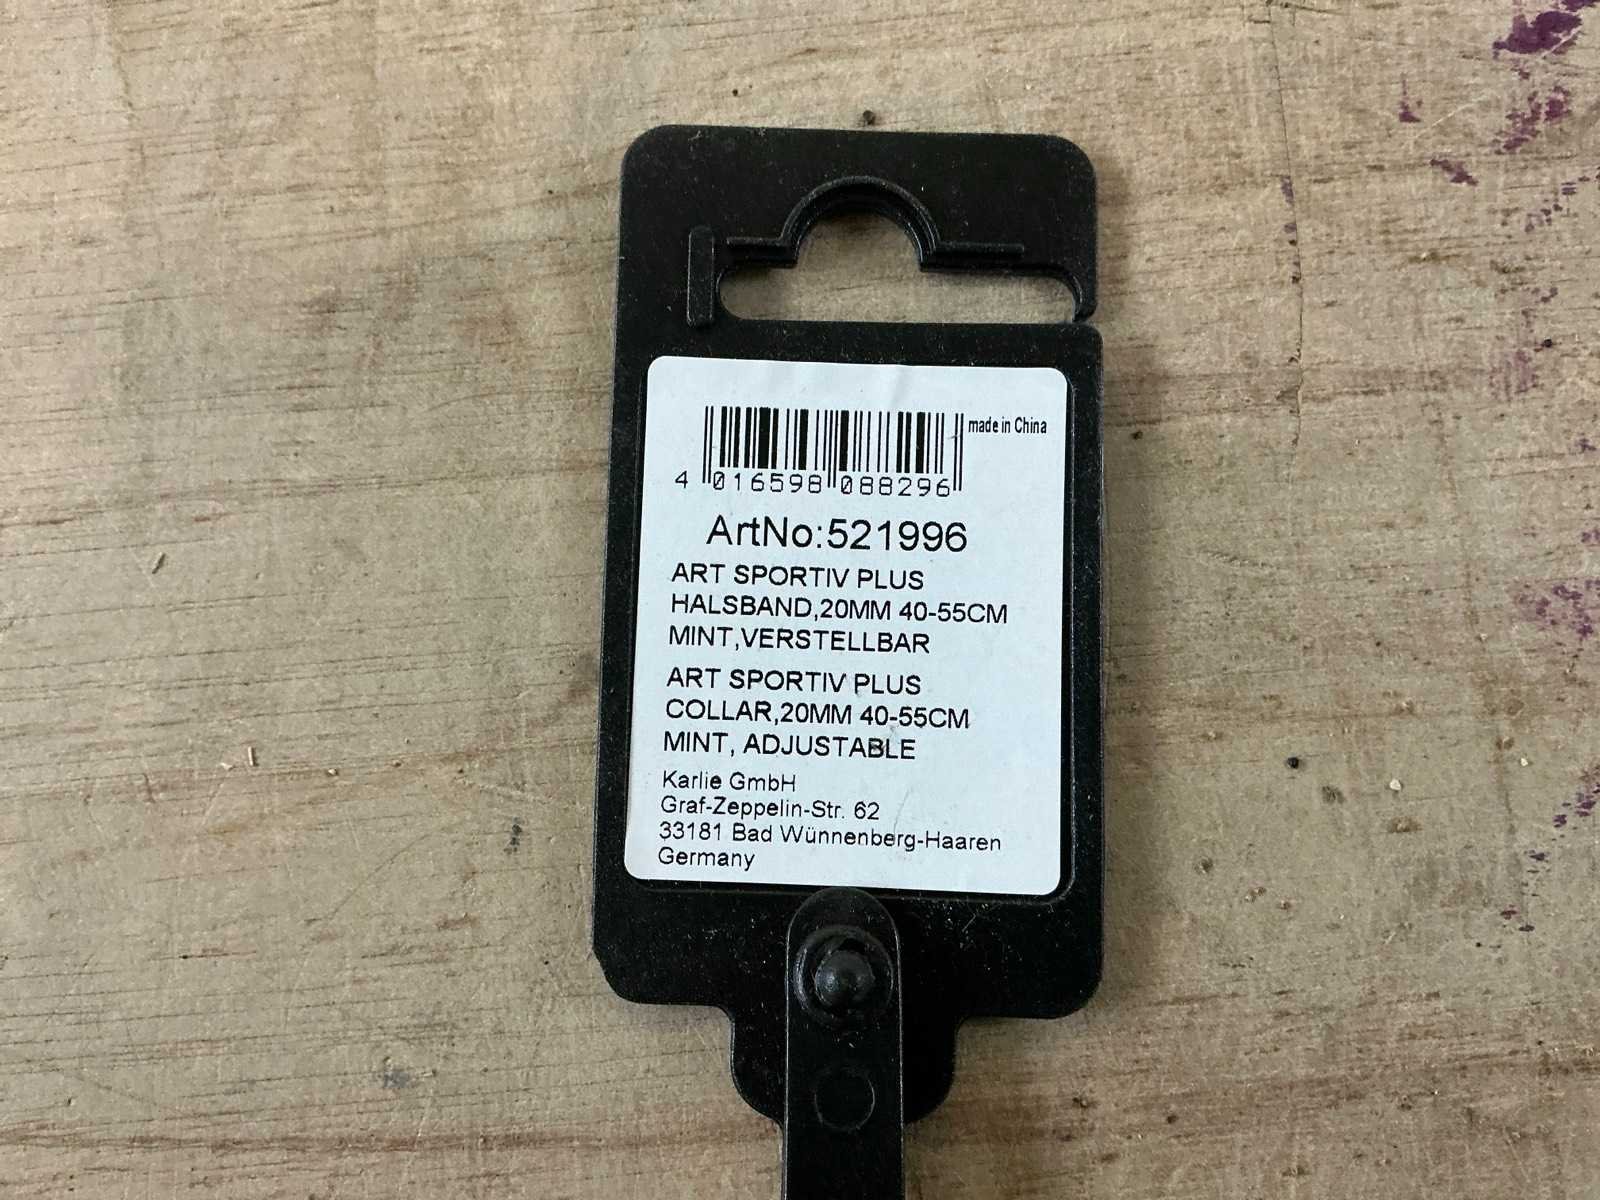 made in China
4 016598 088296
ArtNo:521996
ART SPORTIV PLUS
HALSBAND,20MM 40-55CM
MINT,VERSTELLBAR
ART SPORTIV PLUS
COLLAR,20MM 40-55CM
MINT, ADJUSTABLE
Karlie GmbH
Graf-Zeppelin-Str. 62
33181 Bad Wünnenberg-Haaren
Germany